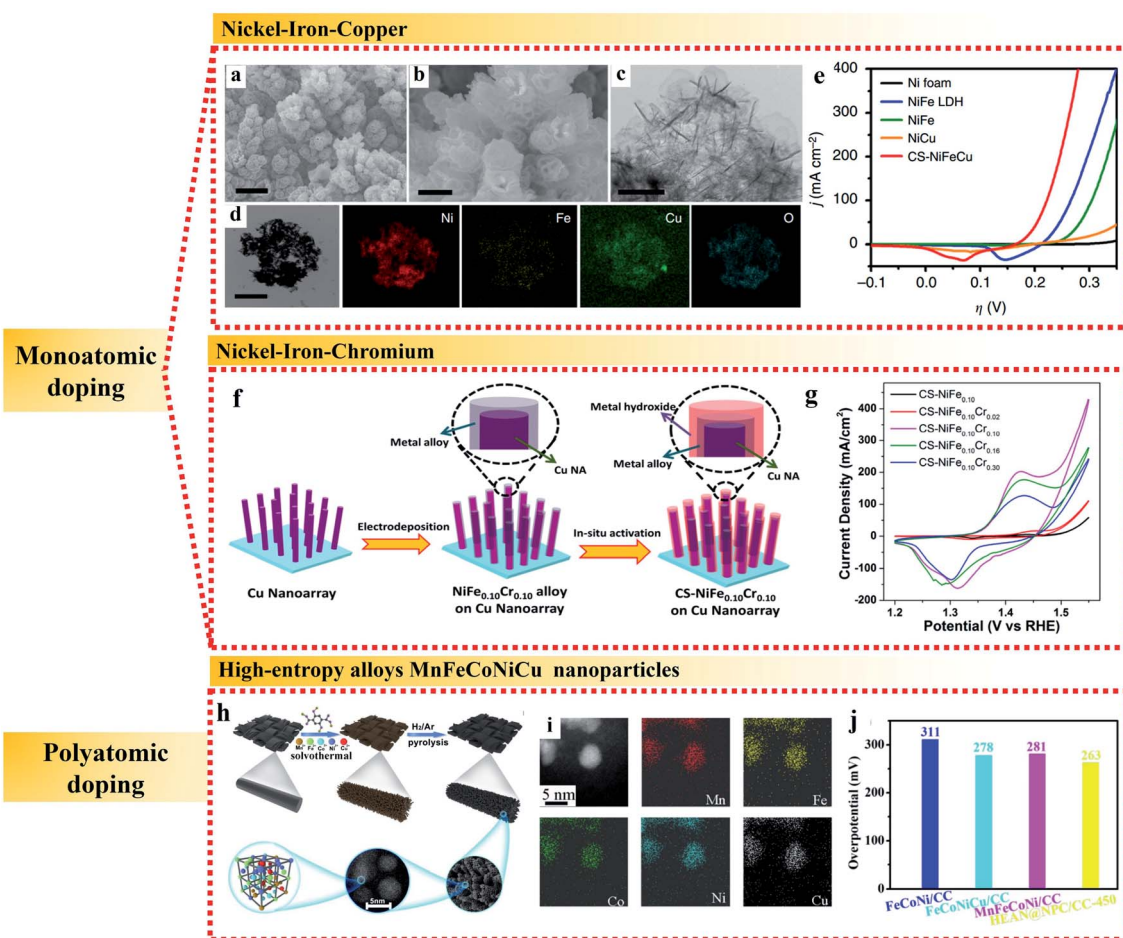 Nickel-Iron-Copper
a
b
c
e
400
300
200
100
0
j (mA cm⁻²)
Ni foam
NiFe LDH
NiFe
NiCu
CS-NiFeCu
–0.1 0.0 0.1 0.2 0.3
η (V)
d
Ni
Fe
Cu
O
Monoatomic
doping
Nickel-Iron-Chromium
f
Metal alloy
Cu NA
Metal hydroxide
Metal alloy
Cu NA
Electrodeposition
In-situ activation
Cu Nanoarray
NiFe0.10Cr0.10 alloy
on Cu Nanoarray
CS-NiFe0.10Cr0.10
on Cu Nanoarray
g
CS-NiFe0.10
CS-NiFe0.10Cr0.02
CS-NiFe0.10Cr0.10
CS-NiFe0.10Cr0.16
CS-NiFe0.10Cr0.30
400
300
200
100
0
-100
-200
Current Density (mA/cm²)
1.2 1.3 1.4 1.5
Potential (V vs RHE)
High-entropy alloys MnFeCoNiCu nanoparticles
Polyatomic
doping
h
solvothermal
H₂/Ar
pyrolysis
5nm
i
5 nm
Mn
Fe
Co
Ni
Cu
j
311
278
281
263
300
200
100
0
Overpotential (mV)
FeCoNi/CC
FeCoNiCu/CC
MnFeCoNi/CC
HEAN@NPC/CC-450